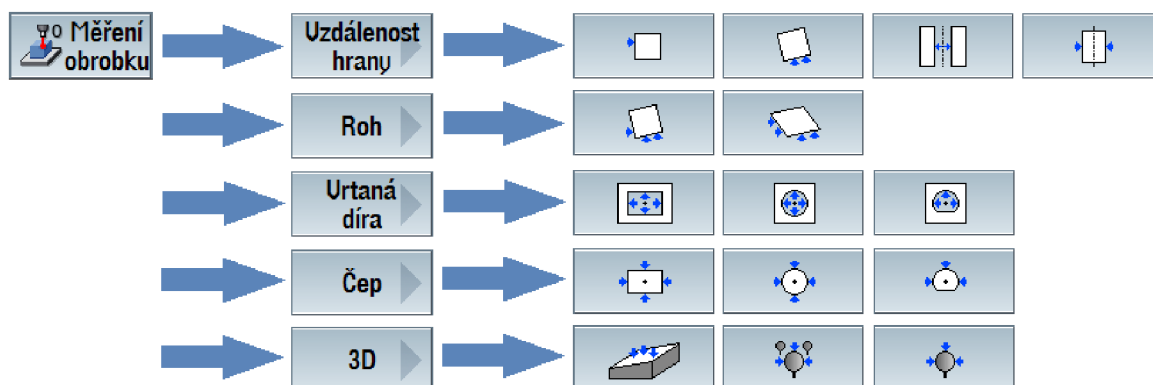 Měření
obrobku
Vzdálenost
hrany
Roh
Vrtaná
díra
Čep
3D